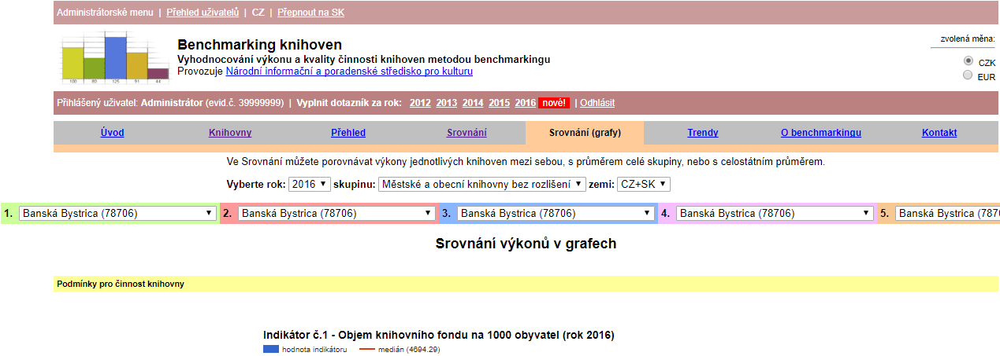 Administrátorské menu | Přehled uživatelů | CZ | Přepnout na SK
Benchmarking knihoven
Vyhodnocování výkonu a kvality činnosti knihoven metodou benchmarkingu
Provozuje Národní informační a poradenské středisko pro kulturu
zvolená měna:
CZK
EUR
100 80 125 91 44
Přihlášený uživatel: Administrátor (evid.č. 39999999) | Vyplnit dotazník za rok: 2012 2013 2014 2015 2016 nové! | Odhlásit
Úvod Knihovny Přehled Srovnání Srovnání (grafy) Trendy O benchmarkingu Kontakt
Ve Srovnání můžete porovnávat výkony jednotlivých knihoven mezi sebou, s průměrem celé skupiny, nebo s celostátním průměrem.
Vyberte rok: 2016 skupinu: Městské a obecní knihovny bez rozlišení zemi: CZ+SK
1. Banská Bystrica (78706) 2. Banská Bystrica (78706) 3. Banská Bystrica (78706) 4. Banská Bystrica (78706) 5. Banská Bystrica (787
Srovnání výkonů v grafech
Podmínky pro činnost knihovny
Indikátor č.1 - Objem knihovního fondu na 1000 obyvatel (rok 2016)
hodnota indikátoru medián (4694.29)